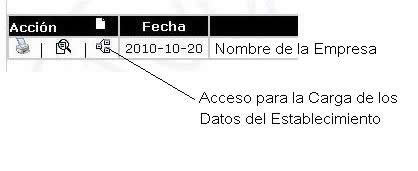 Acción Fecha
| | 2010-10-20 Nombre de la Empresa
Acceso para la Carga de los
Datos del Establecimiento